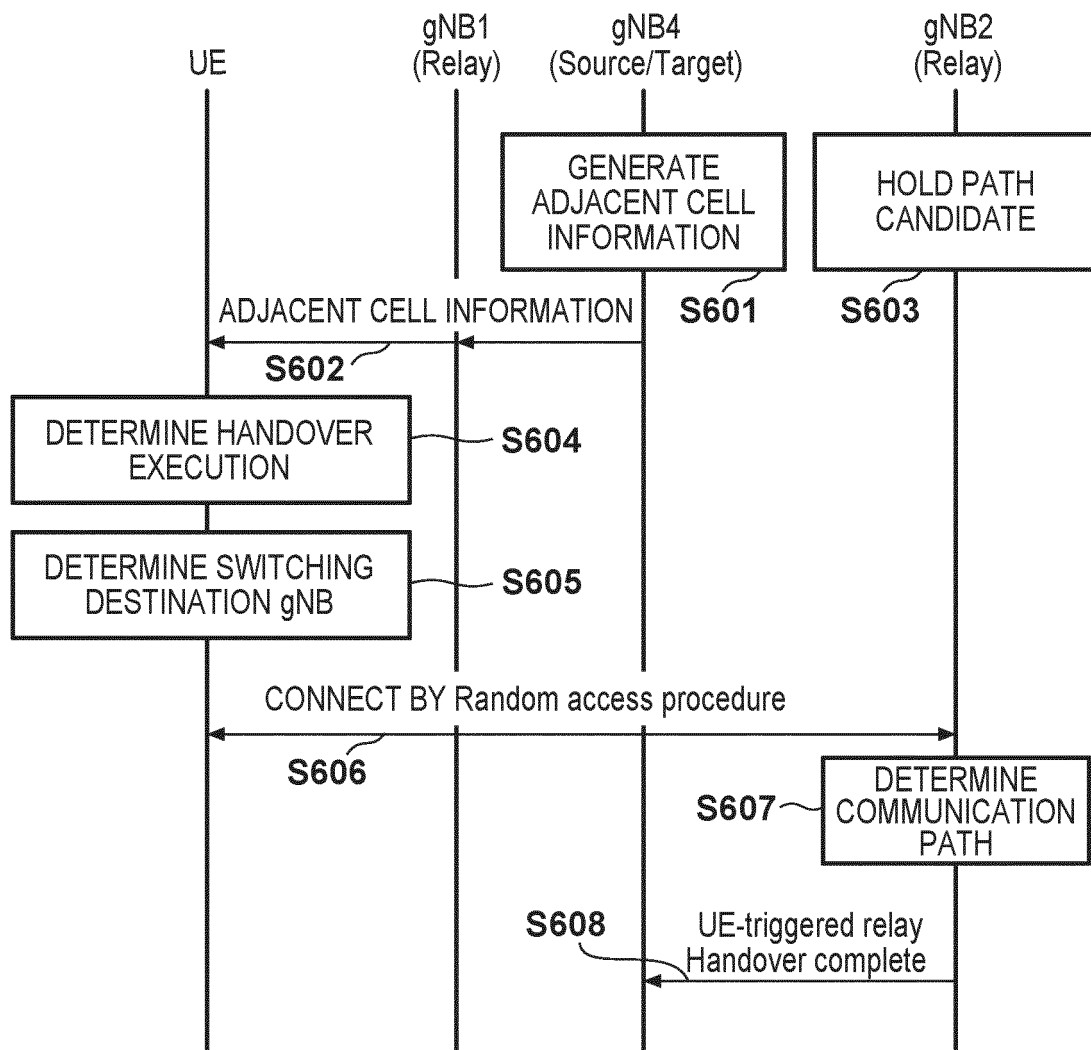 UE
gNB1
(Relay)
gNB4
(Source/Target)
gNB2
(Relay)
GENERATE
ADJACENT CELL
INFORMATION
S601
HOLD PATH
CANDIDATE
S603
ADJACENT CELL INFORMATION
S602
DETERMINE HANDOVER
EXECUTION
S604
DETERMINE SWITCHING
DESTINATION gNB
S605
CONNECT BY Random access procedure
S606
DETERMINE
COMMUNICATION
PATH
S607
UE-triggered relay
Handover complete
S608